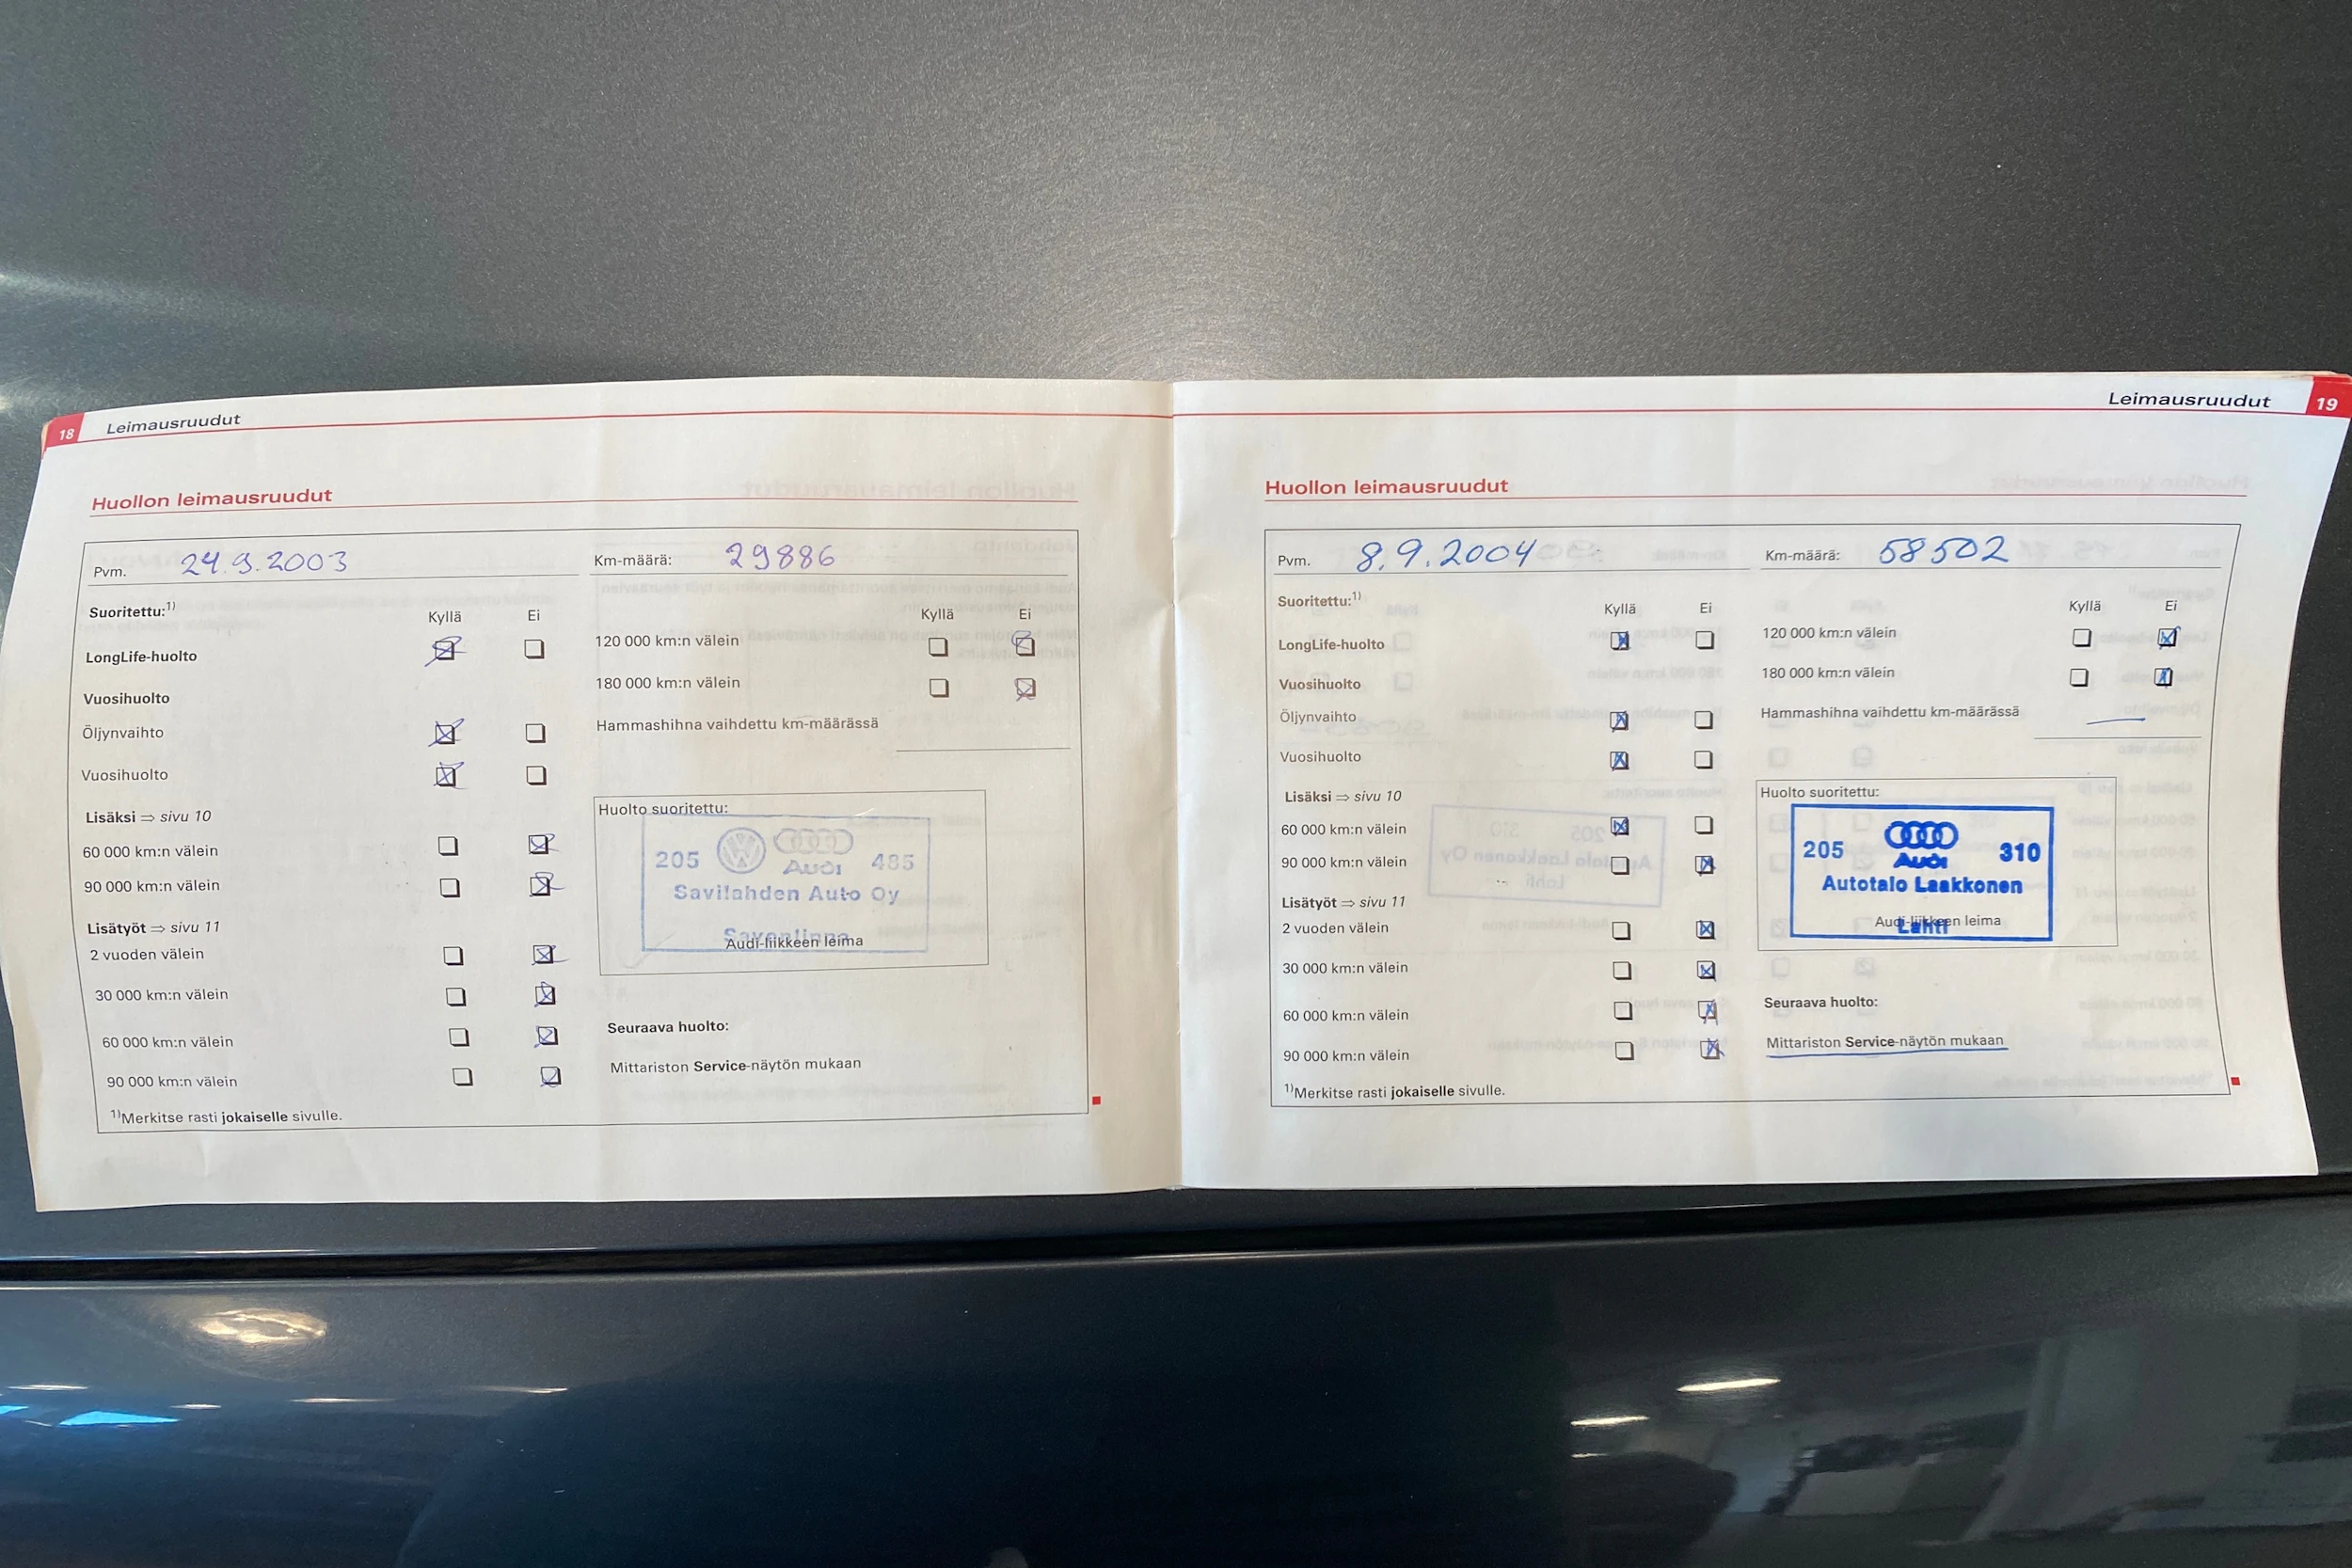 18 Leimausruudut
Huollon leimausruudut
Pvm. 24.9.2003 Km-määrä: 29886
Suoritettu:1) Kyllä Ei
LongLife-huolto
Vuosihuolto
Öljynvaihto
Vuosihuolto
Lisäksi ⇒ sivu 10
60 000 km:n välein
90 000 km:n välein
Lisätyöt ⇒ sivu 11
2 vuoden välein
30 000 km:n välein
60 000 km:n välein
90 000 km:n välein
1)Merkitse rasti jokaiselle sivulle.
Kyllä Ei
120 000 km:n välein
180 000 km:n välein
Hammashihna vaihdettu km-määrässä
Huolto suoritettu:
205 Audi 485
Savilahden Auto Oy
Savonlinna
Audi-liikkeen leima
Seuraava huolto:
Mittariston Service-näytön mukaan
Leimausruudut 19
Huollon leimausruudut
Pvm. 8.9.2004 Km-määrä: 58502
Suoritettu:1) Kyllä Ei
LongLife-huolto
Vuosihuolto
Öljynvaihto
Vuosihuolto
Lisäksi ⇒ sivu 10
60 000 km:n välein
90 000 km:n välein
Lisätyöt ⇒ sivu 11
2 vuoden välein
30 000 km:n välein
60 000 km:n välein
90 000 km:n välein
1)Merkitse rasti jokaiselle sivulle.
Kyllä Ei
120 000 km:n välein
180 000 km:n välein
Hammashihna vaihdettu km-määrässä
Huolto suoritettu:
205 Audi 310
Autotalo Laakkonen
Lahti
Audi-liikkeen leima
Seuraava huolto:
Mittariston Service-näytön mukaan